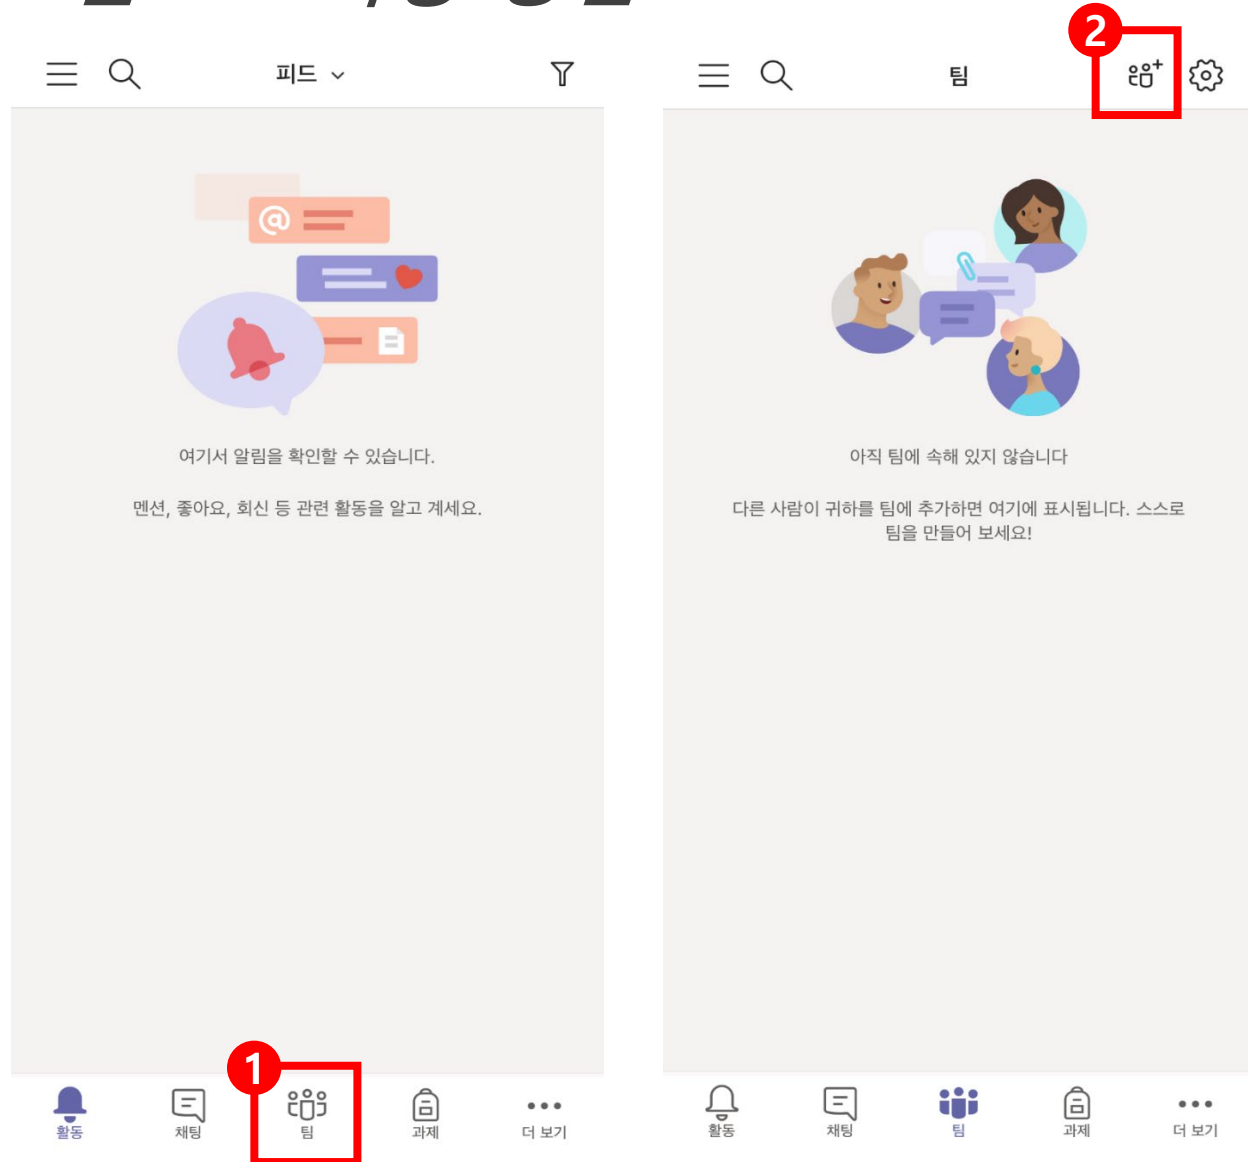 피드
여기서 알림을 확인할 수 있습니다.
멘션, 좋아요, 회신 등 관련 활동을 알고 계세요.
1
활동
채팅
팀
과제
더 보기
2
팀
아직 팀에 속해 있지 않습니다
다른 사람이 귀하를 팀에 추가하면 여기에 표시됩니다. 스스로
팀을 만들어 보세요!
활동
채팅
팀
과제
더 보기